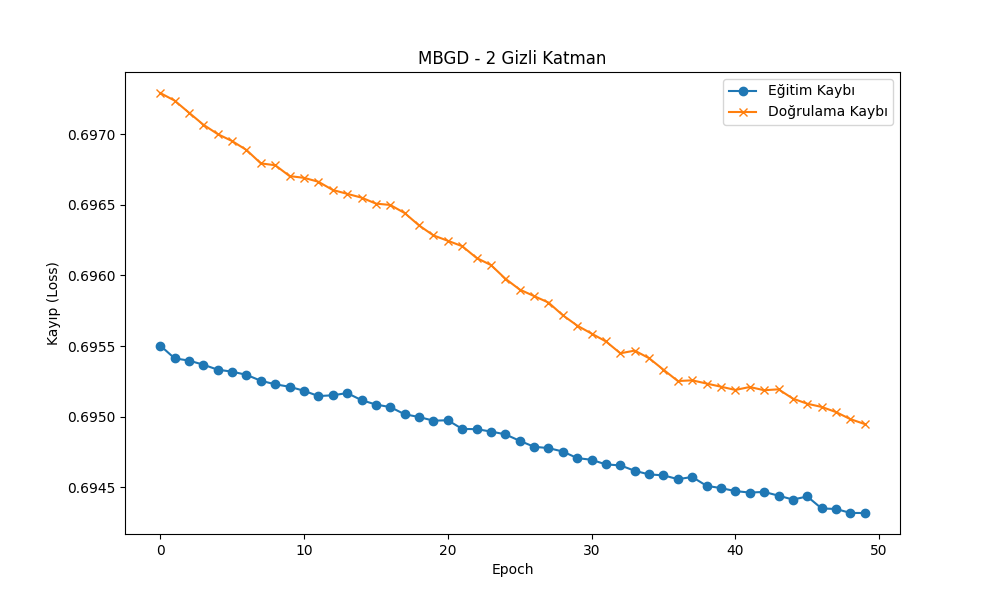 MBGD - 2 Gizli Katman
Eğitim Kaybı
Doğrulama Kaybı
Kayıp (Loss)
0.6970
0.6965
0.6960
0.6955
0.6950
0.6945
0 10 20 30 40 50
Epoch